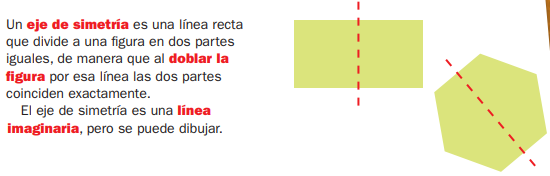 Un eje de simetría es una línea recta
que divide a una figura en dos partes
iguales, de manera que al doblar la
figura por esa línea las dos partes
coinciden exactamente.
El eje de simetría es una línea
imaginaria, pero se puede dibujar.